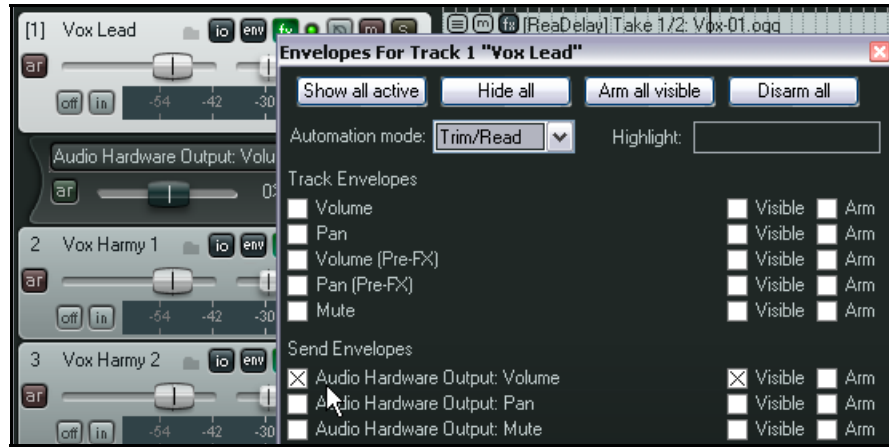 [1] Vox Lead io env fx m S
[ReaDelay] Take 1/2: Vox-01.ogg
ar
off in -54 -42 -30
Audio Hardware Output: Volu
ar
2 Vox Harmy 1 io env
ar
off in -54 -42 -30
3 Vox Harmy 2 io env
ar
off in -54 -42 -30
Envelopes For Track 1 "Vox Lead"
Show all active Hide all Arm all visible Disarm all
Automation mode: Trim/Read Highlight:
Track Envelopes
Volume Visible Arm
Pan Visible Arm
Volume (Pre-FX) Visible Arm
Pan (Pre-FX) Visible Arm
Mute Visible Arm
Send Envelopes
Audio Hardware Output: Volume Visible Arm
Audio Hardware Output: Pan Visible Arm
Audio Hardware Output: Mute Visible Arm